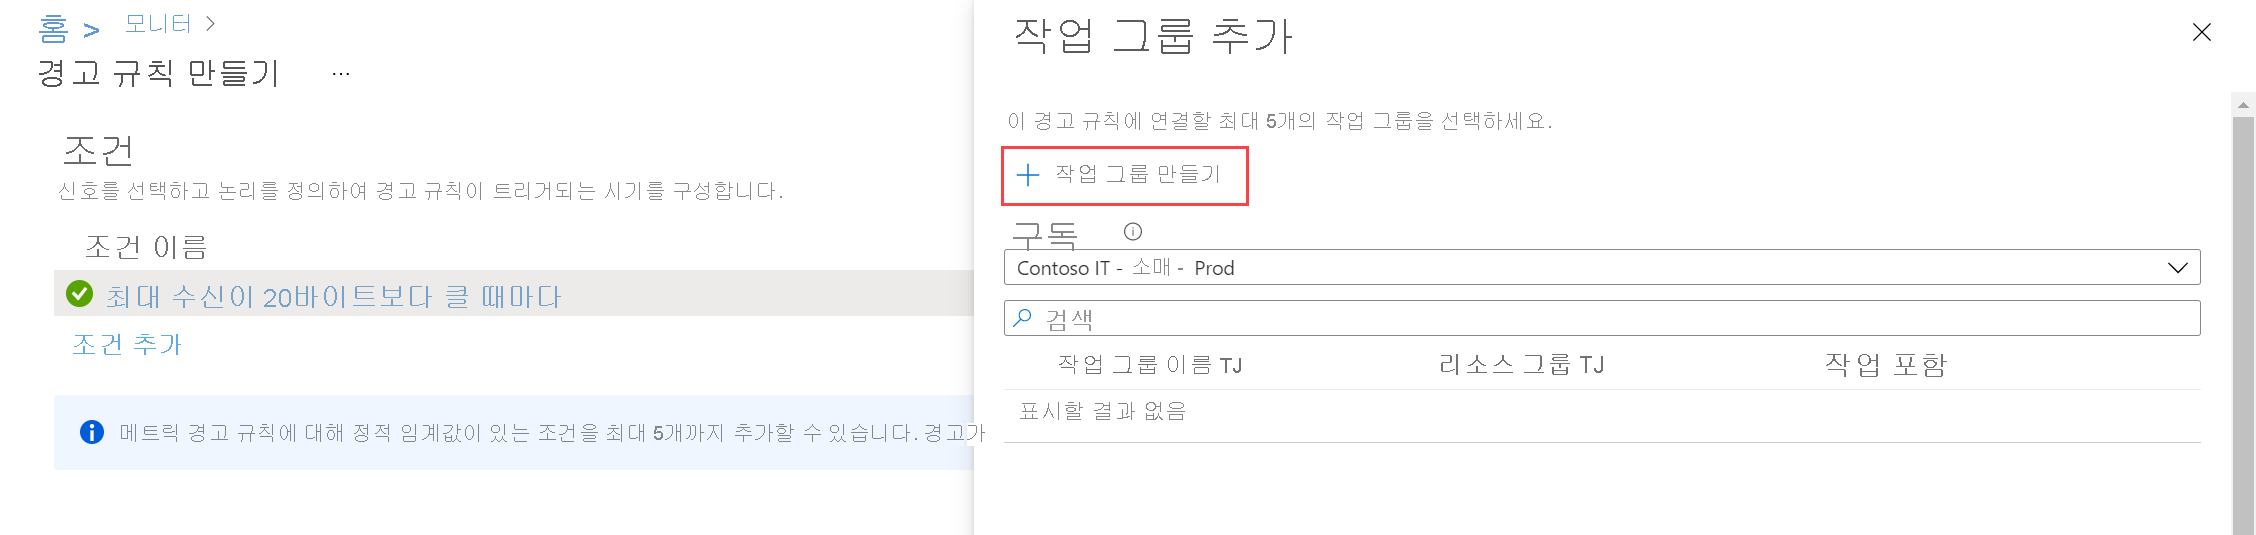 홈 > 모니터 >
경고 규칙 만들기 ...
조건
신호를 선택하고 논리를 정의하여 경고 규칙이 트리거되는 시기를 구성합니다.
조건 이름
최대 수신이 20바이트보다 클 때마다
조건 추가
메트릭 경고 규칙에 대해 정적 임계값이 있는 조건을 최대 5개까지 추가할 수 있습니다. 경고가
작업 그룹 추가
이 경고 규칙에 연결할 최대 5개의 작업 그룹을 선택하세요.
+ 작업 그룹 만들기
구독
Contoso IT - 소매 - Prod
검색
작업 그룹 이름 TJ 리소스 그룹 TJ 작업 포함
표시할 결과 없음